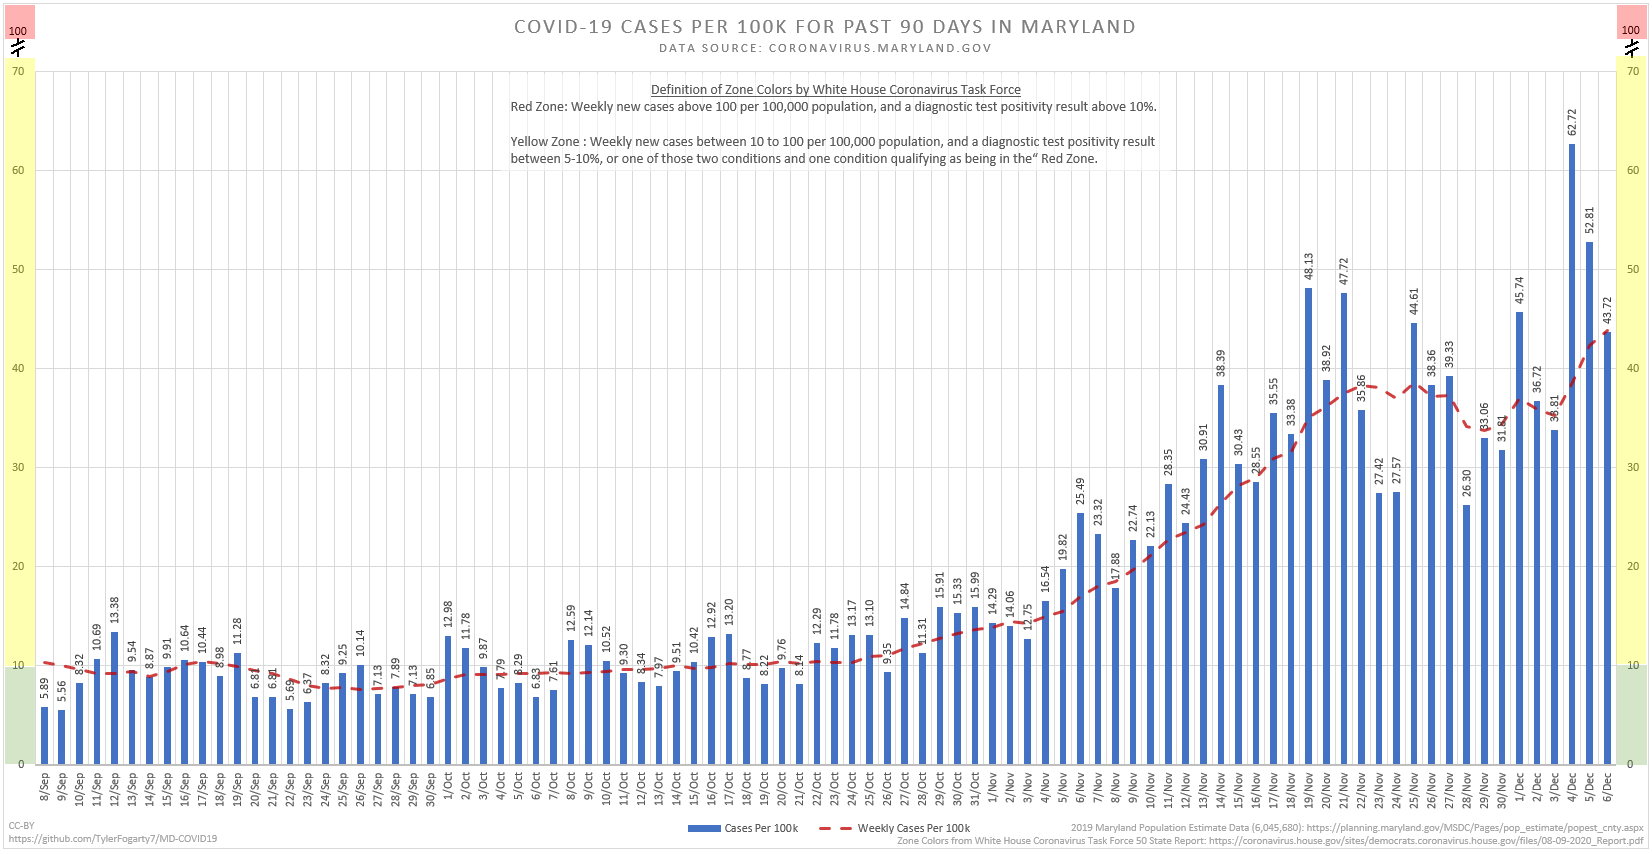 COVID-19 CASES PER 100K FOR PAST 90 DAYS IN MARYLAND
DATA SOURCE: CORONAVIRUS.MARYLAND.GOV
100
100
70
70
Definition of Zone Colors by White House Coronavirus Task Force
Red Zone: Weekly new cases above 100 per 100,000 population, and a diagnostic test positivity result above 10%.
Yellow Zone : Weekly new cases between 10 to 100 per 100,000 population, and a diagnostic test positivity result
between 5-10%, or one of those two conditions and one condition qualifying as being in the“ Red Zone.
60
60
50
50
40
40
30
30
20
20
10
10
0
0
5.89
5.56
8.32
10.69
13.38
9.54
8.87
9.91
10.64
10.44
8.98
11.28
6.81
6.81
5.69
6.37
8.32
9.25
10.14
7.13
7.89
7.13
6.85
12.98
11.78
9.87
7.79
8.29
6.83
7.61
12.59
12.14
10.52
9.30
8.34
7.97
9.51
10.42
12.92
13.20
8.77
8.22
9.76
8.14
12.29
11.78
13.17
13.10
9.35
14.84
11.31
15.91
15.33
15.99
14.29
14.06
12.75
16.54
19.82
25.49
23.32
17.88
22.74
22.13
28.35
24.43
30.91
38.39
30.43
28.55
35.55
33.38
48.13
38.92
47.72
35.86
27.42
27.57
44.61
38.36
39.33
26.30
33.06
31.81
45.74
36.72
33.81
62.72
52.81
43.72
8/Sep
9/Sep
10/Sep
11/Sep
12/Sep
13/Sep
14/Sep
15/Sep
16/Sep
17/Sep
18/Sep
19/Sep
20/Sep
21/Sep
22/Sep
23/Sep
24/Sep
25/Sep
26/Sep
27/Sep
28/Sep
29/Sep
30/Sep
1/Oct
2/Oct
3/Oct
4/Oct
5/Oct
6/Oct
7/Oct
8/Oct
9/Oct
10/Oct
11/Oct
12/Oct
13/Oct
14/Oct
15/Oct
16/Oct
17/Oct
18/Oct
19/Oct
20/Oct
21/Oct
22/Oct
23/Oct
24/Oct
25/Oct
26/Oct
27/Oct
28/Oct
29/Oct
30/Oct
31/Oct
1/Nov
2/Nov
3/Nov
4/Nov
5/Nov
6/Nov
7/Nov
8/Nov
9/Nov
10/Nov
11/Nov
12/Nov
13/Nov
14/Nov
15/Nov
16/Nov
17/Nov
18/Nov
19/Nov
20/Nov
21/Nov
22/Nov
23/Nov
24/Nov
25/Nov
26/Nov
27/Nov
28/Nov
29/Nov
30/Nov
1/Dec
2/Dec
3/Dec
4/Dec
5/Dec
6/Dec
CC-BY
https://github.com/TylerFogarty7/MD-COVID19
Cases Per 100k
Weekly Cases Per 100k
2019 Maryland Population Estimate Data (6,045,680): https://planning.maryland.gov/MSDC/Pages/pop_estimate/popest_cnty.aspx
Zone Colors from White House Coronavirus Task Force 50 State Report: https://coronavirus.house.gov/sites/democrats.coronavirus.house.gov/files/08-09-2020_Report.pdf